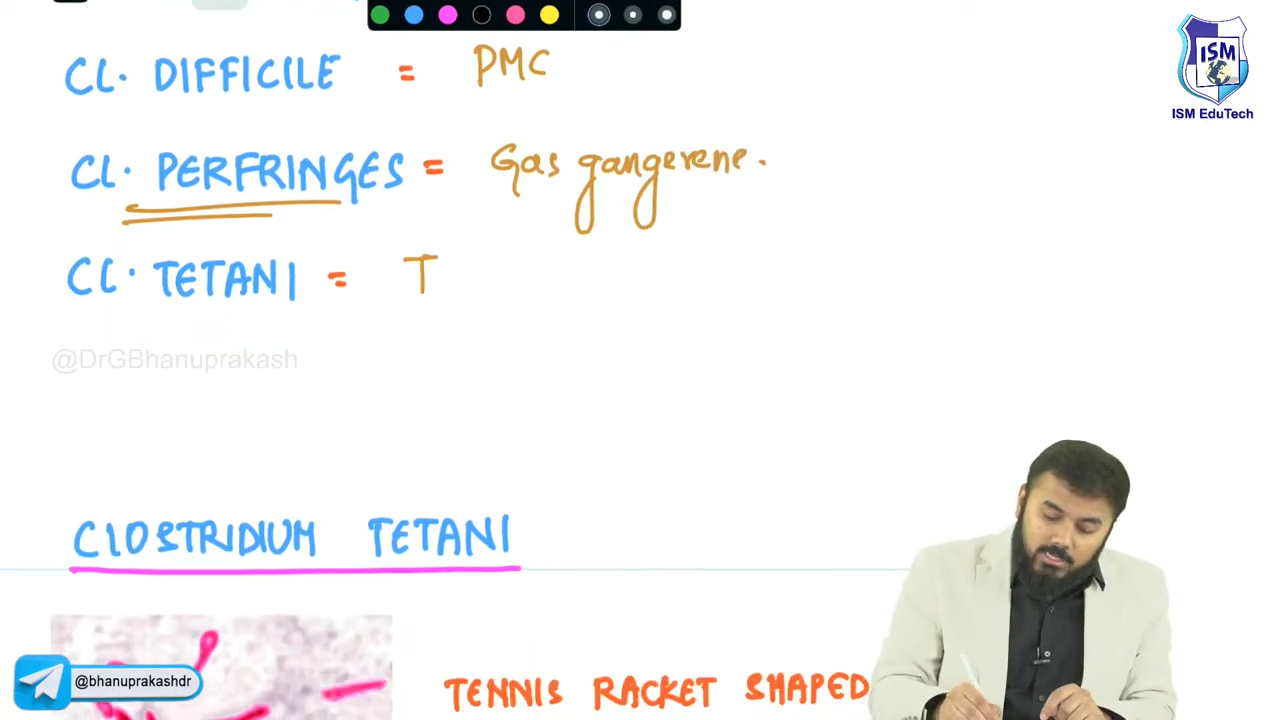 CL. DIFFICILE = PMC
ISM
ISM EduTech
CL. PERFRINGES = Gas gangerene.
CL. TETANI = T
@DrGBhanuprakash
CLOSTRIDIUM TETANI
@bhanuprakashdr
TENNIS RACKET SHAPED